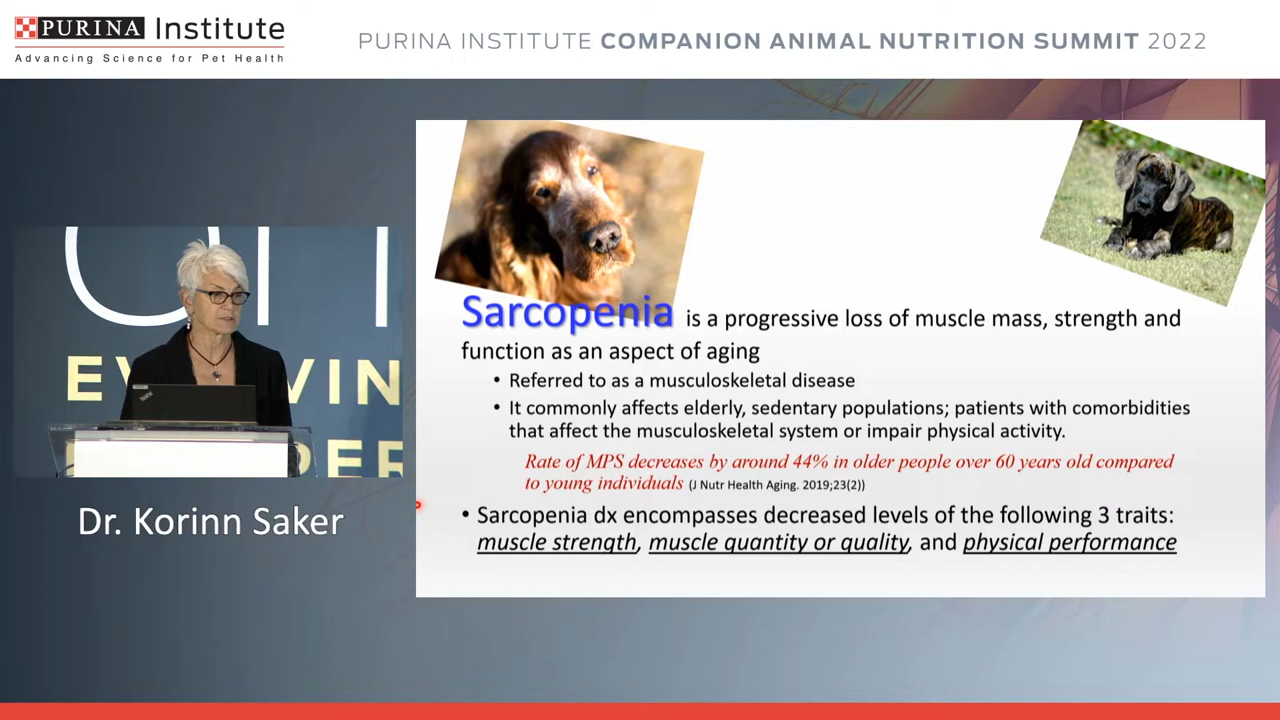 PURINA Institute
Advancing Science for Pet Health
PURINA INSTITUTE COMPANION ANIMAL NUTRITION SUMMIT 2022
Sarcopenia is a progressive loss of muscle mass, strength and
function as an aspect of aging
• Referred to as a musculoskeletal disease
• It commonly affects elderly, sedentary populations; patients with comorbidities
that affect the musculoskeletal system or impair physical activity.
Rate of MPS decreases by around 44% in older people over 60 years old compared
to young individuals (J Nutr Health Aging. 2019;23(2))
• Sarcopenia dx encompasses decreased levels of the following 3 traits:
muscle strength, muscle quantity or quality, and physical performance
Dr. Korinn Saker